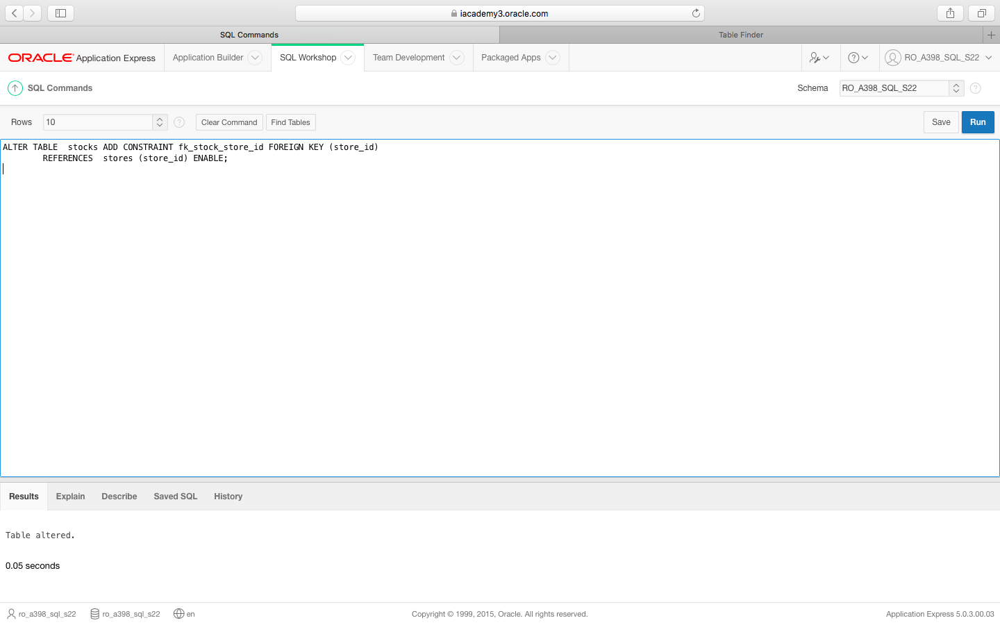 iacademy3.oracle.com
SQL Commands
Table Finder
ORACLE Application Express
Application Builder
SQL Workshop
Team Development
Packaged Apps
RO_A398_SQL_S22
SQL Commands
Schema
RO_A398_SQL_S22
Rows
10
Clear Command
Find Tables
Save
Run
ALTER TABLE  stocks ADD CONSTRAINT fk_stock_store_id FOREIGN KEY (store_id)
        REFERENCES  stores (store_id) ENABLE;
Results
Explain
Describe
Saved SQL
History
Table altered.
0.05 seconds
ro_a398_sql_s22
ro_a398_sql_s22
en
Copyright © 1999, 2015, Oracle. All rights reserved.
Application Express 5.0.3.00.03